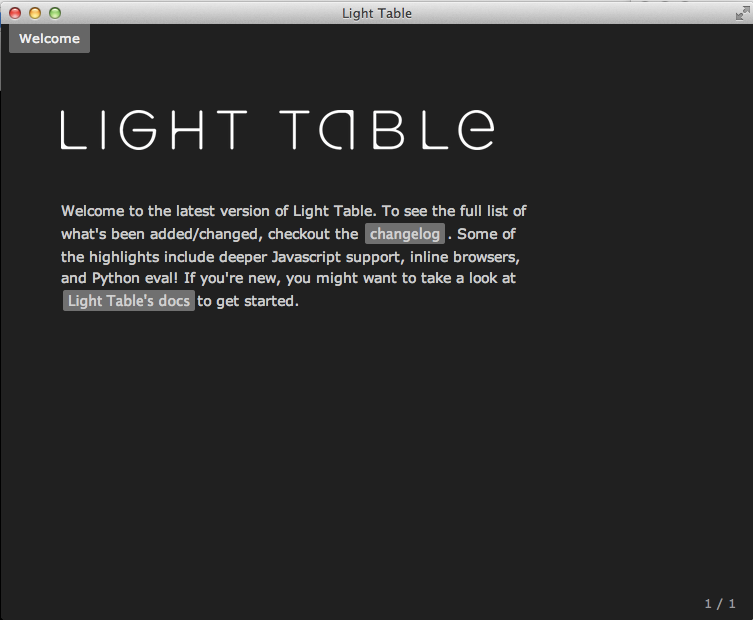 Light Table
Welcome
LIGHT TABLE
Welcome to the latest version of Light Table. To see the full list of
what's been added/changed, checkout the changelog . Some of
the highlights include deeper Javascript support, inline browsers,
and Python eval! If you're new, you might want to take a look at
Light Table's docs to get started.
1 / 1